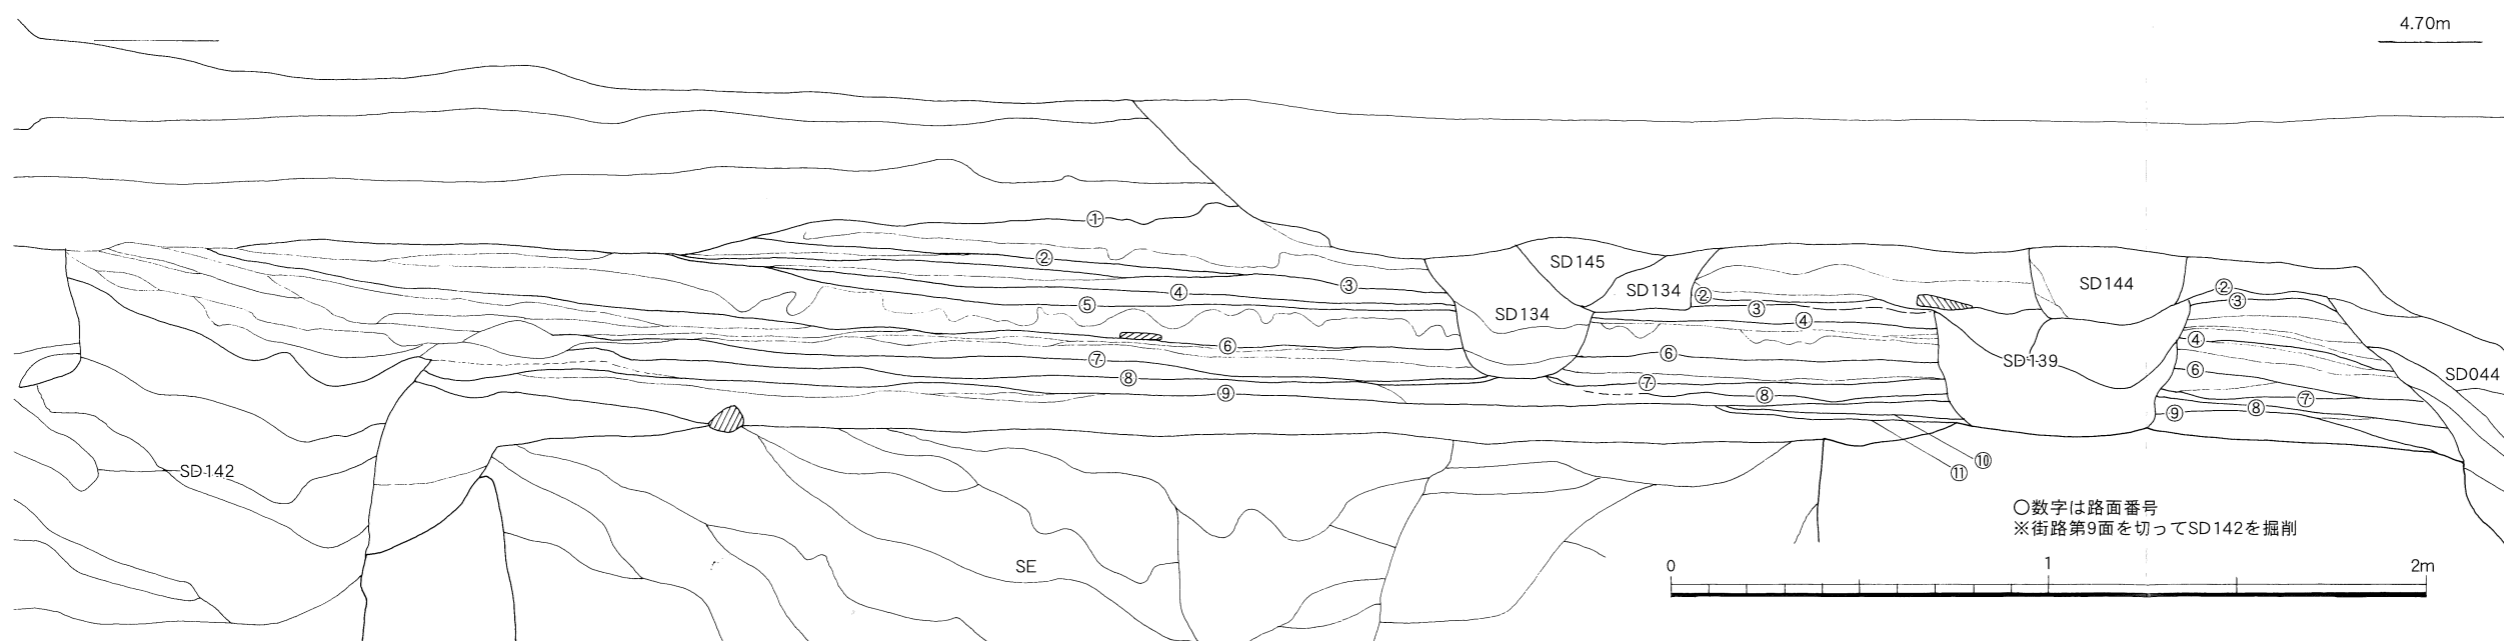 4.70m
①
② ③ ④ ⑤ ⑥ ⑦ ⑧ ⑨
SD145
SD134
SD134
② ③ ④ ⑥ ⑦ ⑧
SD144
SD139
② ③ ④ ⑥ ⑦ ⑧ ⑨
SD044
⑩
⑪
SD142
SE
○数字は路面番号
※街路第9面を切ってSD142を掘削
0 1 2m